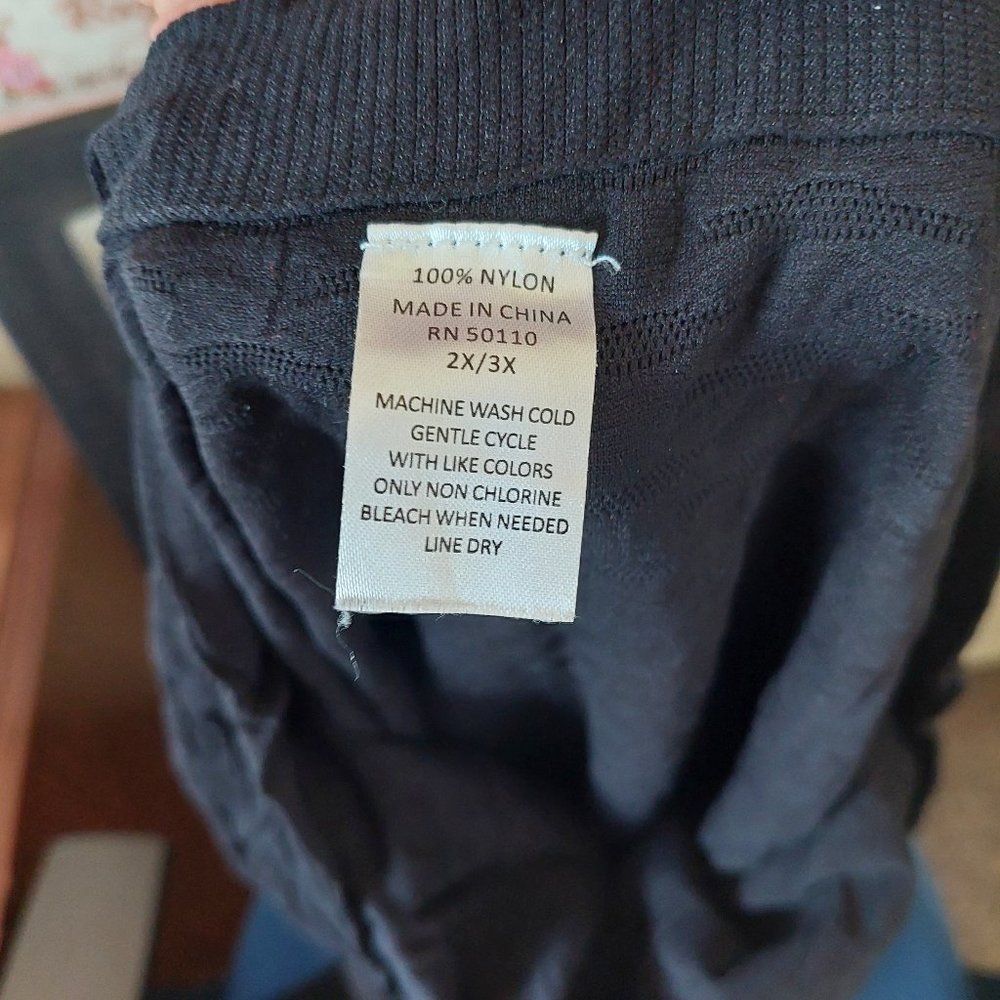 100% NYLON
MADE IN CHINA
RN 50110
2X/3X
MACHINE WASH COLD
GENTLE CYCLE
WITH LIKE COLORS
ONLY NON CHLORINE
BLEACH WHEN NEEDED
LINE DRY